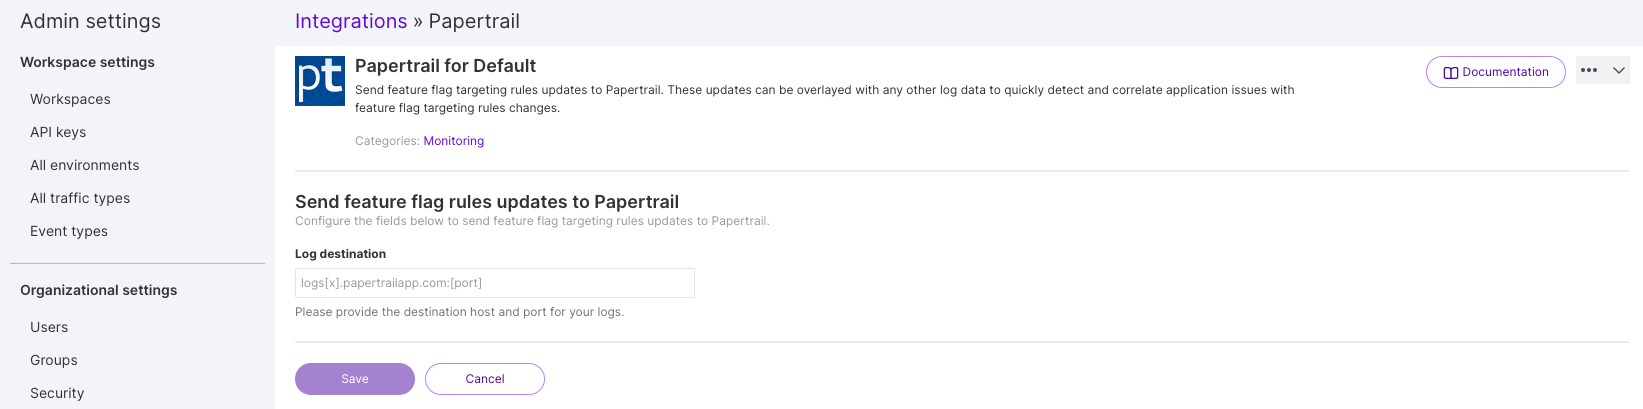 Admin settings
Workspace settings
Workspaces
API keys
All environments
All traffic types
Event types
Organizational settings
Users
Groups
Security
Integrations » Papertrail
pt
Papertrail for Default
Send feature flag targeting rules updates to Papertrail. These updates can be overlayed with any other log data to quickly detect and correlate application issues with
feature flag targeting rules changes.
Categories: Monitoring
Documentation
Send feature flag rules updates to Papertrail
Configure the fields below to send feature flag targeting rules updates to Papertrail.
Log destination
logs[x].papertrailapp.com:[port]
Please provide the destination host and port for your logs.
Save
Cancel